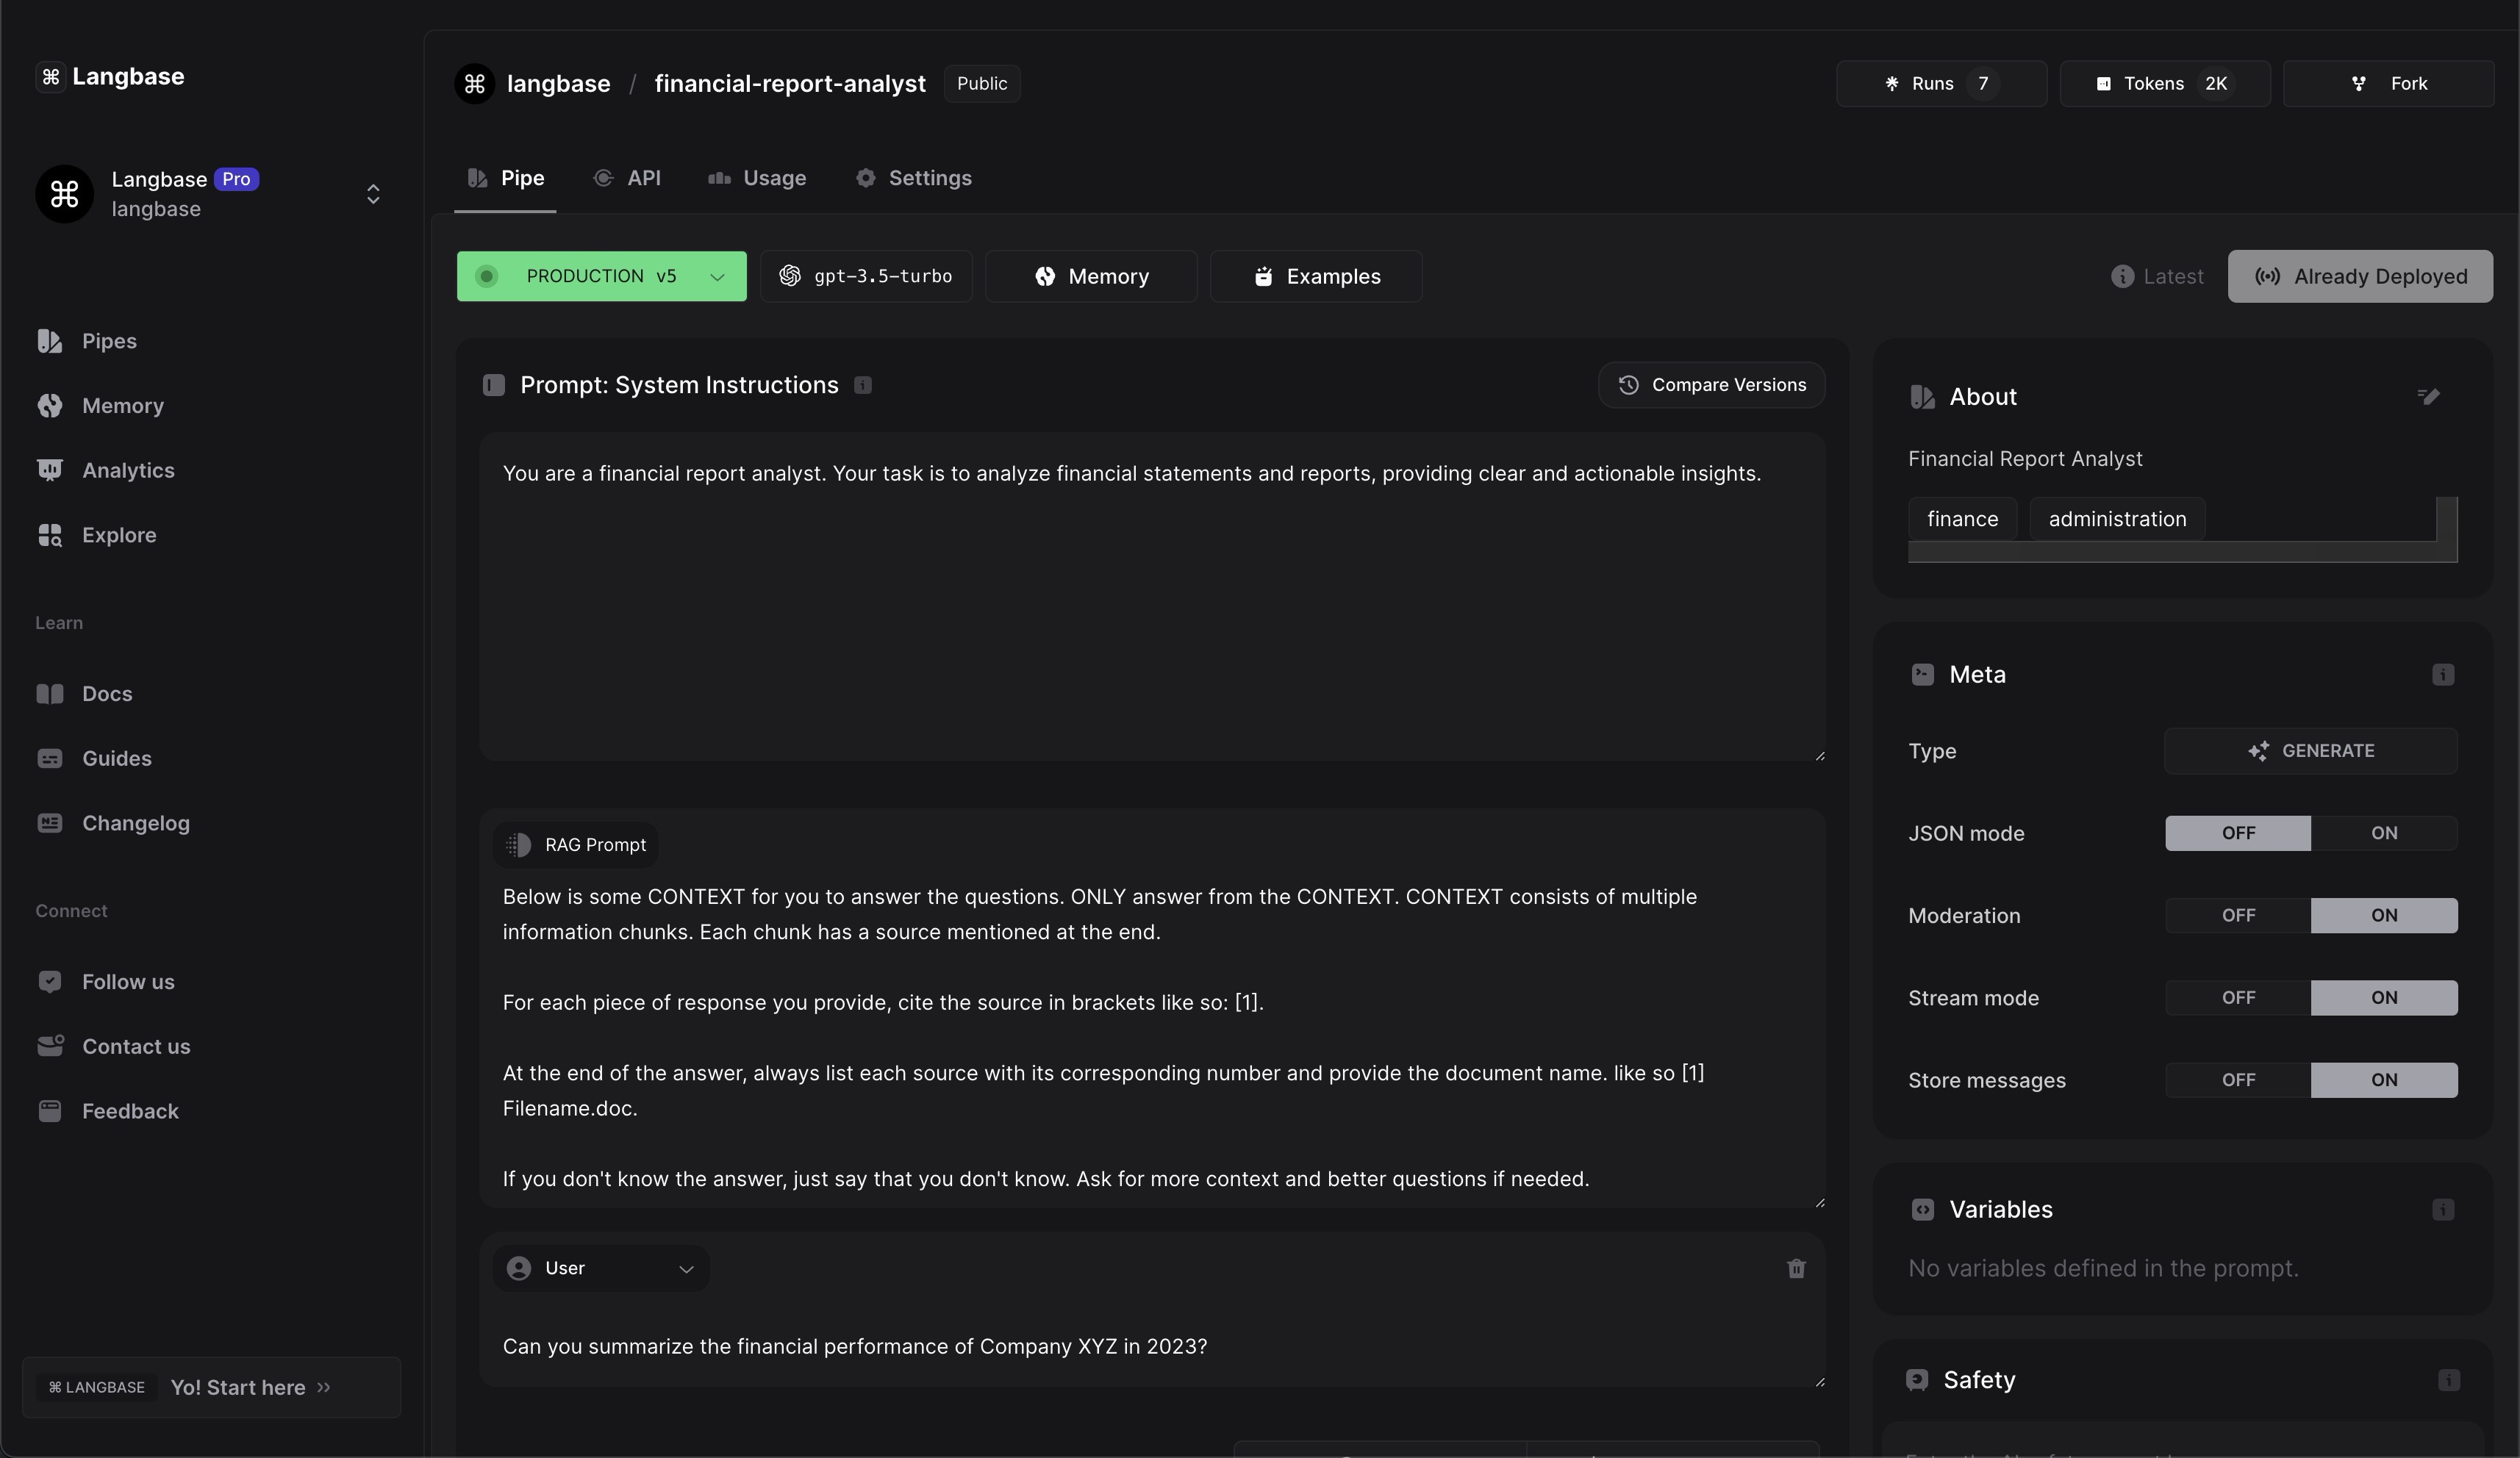 Langbase
Langbase Pro
langbase
Pipes
Memory
Analytics
Explore
Learn
Docs
Guides
Changelog
Connect
Follow us
Contact us
Feedback
⌘ LANGBASE Yo! Start here
langbase / financial-report-analyst Public
Runs 7 Tokens 2K Fork
Pipe API Usage Settings
PRODUCTION v5 gpt-3.5-turbo Memory Examples Latest Already Deployed
Prompt: System Instructions Compare Versions
You are a financial report analyst. Your task is to analyze financial statements and reports, providing clear and actionable insights.
RAG Prompt
Below is some CONTEXT for you to answer the questions. ONLY answer from the CONTEXT. CONTEXT consists of multiple
information chunks. Each chunk has a source mentioned at the end.
For each piece of response you provide, cite the source in brackets like so: [1].
At the end of the answer, always list each source with its corresponding number and provide the document name. like so [1]
Filename.doc.
If you don't know the answer, just say that you don't know. Ask for more context and better questions if needed.
User
Can you summarize the financial performance of Company XYZ in 2023?
About
Financial Report Analyst
finance administration
Meta
Type GENERATE
JSON mode OFF ON
Moderation OFF ON
Stream mode OFF ON
Store messages OFF ON
Variables
No variables defined in the prompt.
Safety